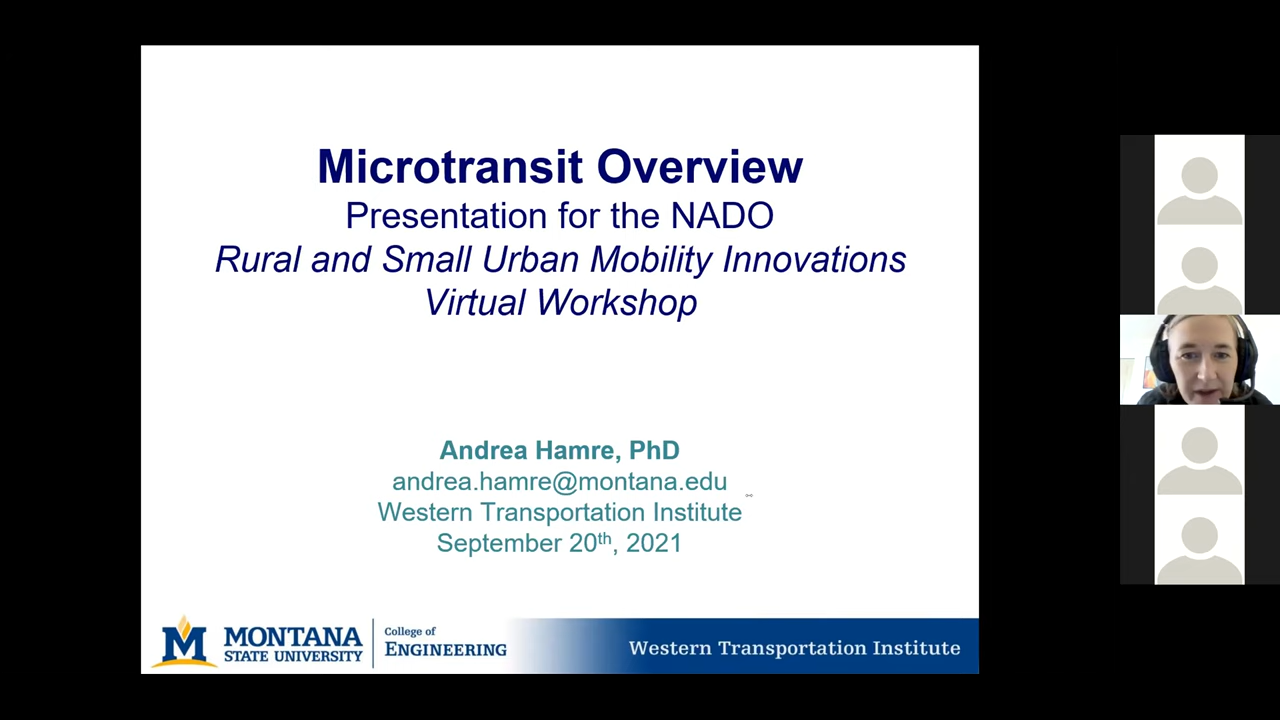 Microtransit Overview
Presentation for the NADO
Rural and Small Urban Mobility Innovations
Virtual Workshop
Andrea Hamre, PhD
andrea.hamre@montana.edu
Western Transportation Institute
September 20th, 2021
M MONTANA
STATE UNIVERSITY
College of
ENGINEERING
Western Transportation Institute